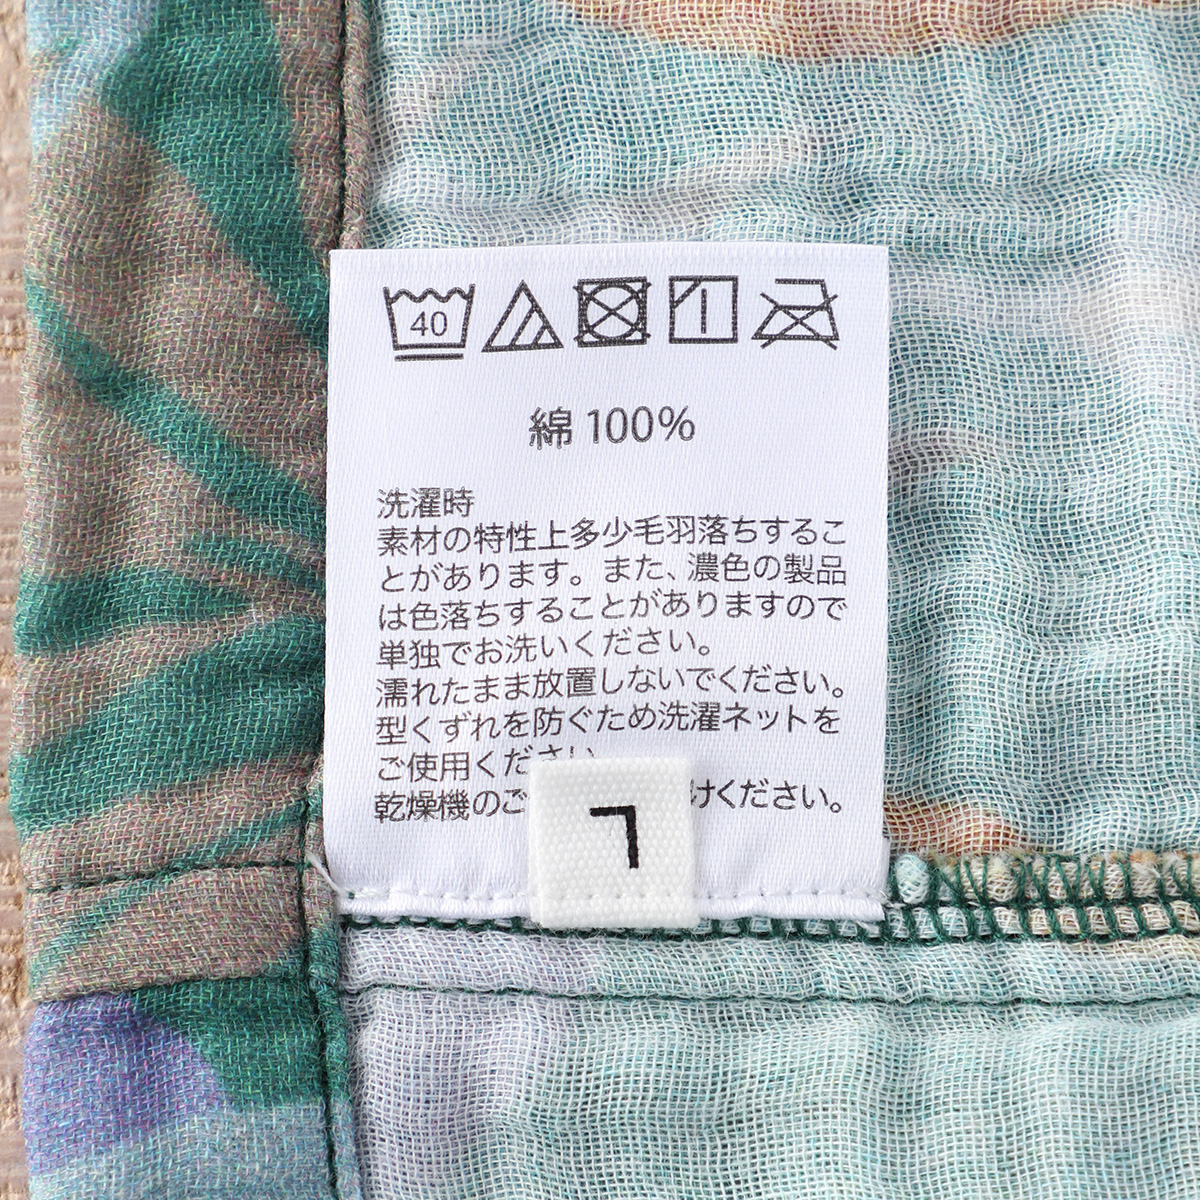 40
綿 100%
洗濯時
素材の特性上多少毛羽落ちするこ
とがあります。また、濃色の製品
は色落ちすることがありますので
単独でお洗いください。
濡れたまま放置しないでください。
型くずれを防ぐため洗濯ネットを
ご使用ください
乾燥機のご けください。
L